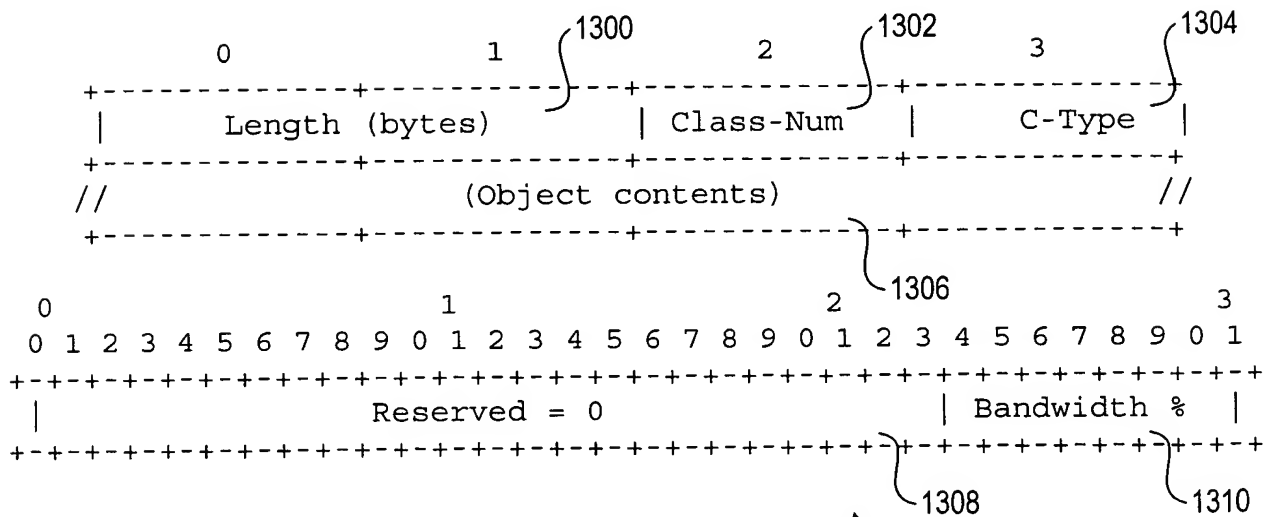 1300 1302 1304
0 1 2 3
+-------------+-------------+-------------+-------------+
| Length (bytes) | Class-Num | C-Type |
+-------------+-------------+-------------+-------------+
// (Object contents) //
+-------------+-------------+-------------+-------------+
1306
0 1 2 3
0 1 2 3 4 5 6 7 8 9 0 1 2 3 4 5 6 7 8 9 0 1 2 3 4 5 6 7 8 9 0 1
+-+-+-+-+-+-+-+-+-+-+-+-+-+-+-+-+-+-+-+-+-+-+-+-+-+-+-+-+-+-+-+-+
| Reserved = 0 | Bandwidth % |
+-+-+-+-+-+-+-+-+-+-+-+-+-+-+-+-+-+-+-+-+-+-+-+-+-+-+-+-+-+-+-+-+
1308 1310